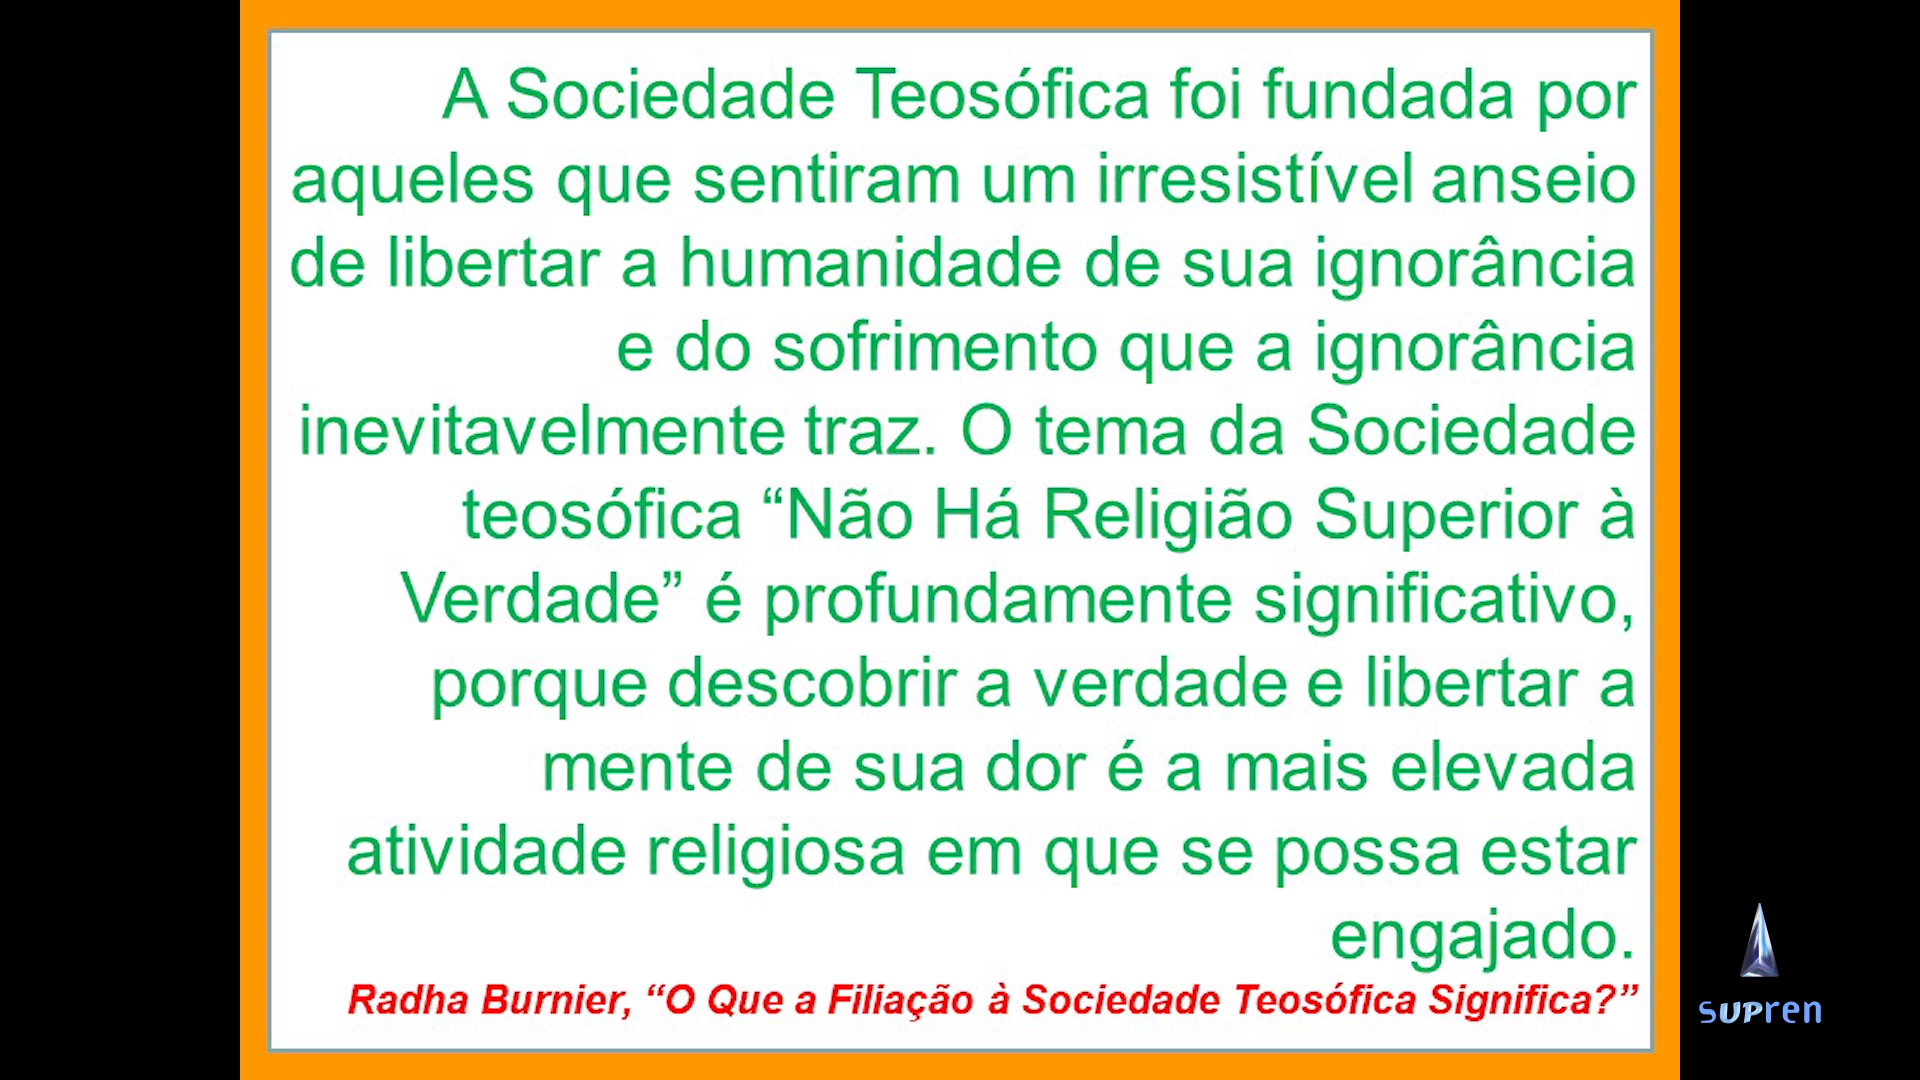 A Sociedade Teosófica foi fundada por
aqueles que sentiram um irresistível anseio
de libertar a humanidade de sua ignorância
e do sofrimento que a ignorância
inevitavelmente traz. O tema da Sociedade
teosófica “Não Há Religião Superior à
Verdade” é profundamente significativo,
porque descobrir a verdade e libertar a
mente de sua dor é a mais elevada
atividade religiosa em que se possa estar
engajado.
Radha Burnier, “O Que a Filiação à Sociedade Teosófica Significa?”
supren